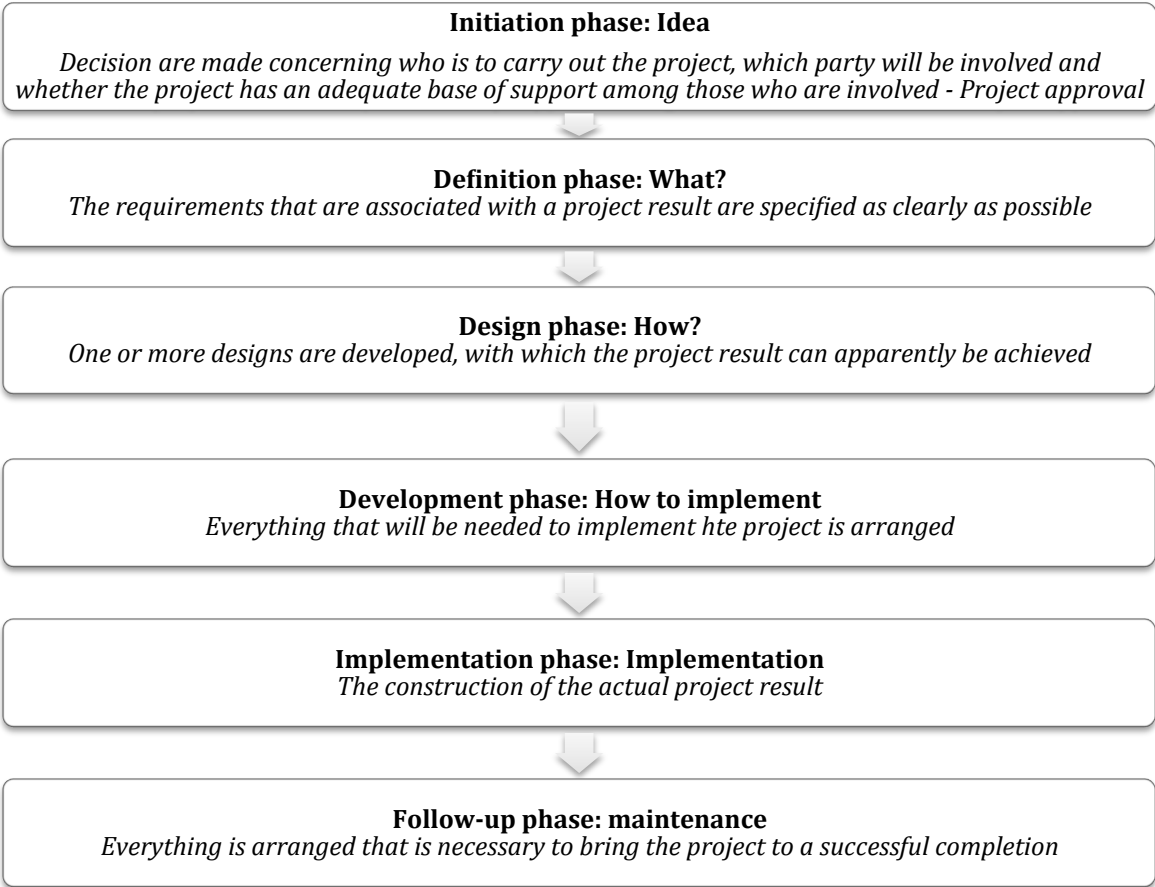 Initiation phase: Idea
Decision are made concerning who is to carry out the project, which party will be involved and
whether the project has an adequate base of support among those who are involved - Project approval
Definition phase: What?
The requirements that are associated with a project result are specified as clearly as possible
Design phase: How?
One or more designs are developed, with which the project result can apparently be achieved
Development phase: How to implement
Everything that will be needed to implement hte project is arranged
Implementation phase: Implementation
The construction of the actual project result
Follow-up phase: maintenance
Everything is arranged that is necessary to bring the project to a successful completion